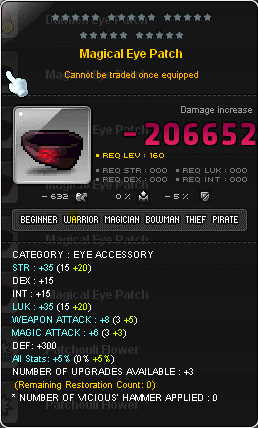 Magical Eye Patch
Cannot be traded once equipped
Damage increase
- 206652
REQ LEV : 160
REQ STR : 000 REQ LUK : 000
REQ DEX : 000 REQ INT : 000
- 632 0 % - 5 %
BEGINNER WARRIOR MAGICIAN BOWMAN THIEF PIRATE
CATEGORY : EYE ACCESSORY
STR : +35 (15 +20)
DEX : +15
INT : +15
LUK : +35 (15 +20)
WEAPON ATTACK : +8 (3 +5)
MAGIC ATTACK : +6 (3 +3)
DEF: +300
All Stats: +5% (0% +5%)
NUMBER OF UPGRADES AVAILABLE : +3
(Remaining Restoration Count: 0)
* NUMBER OF VICIOUS' HAMMER APPLIED : 0